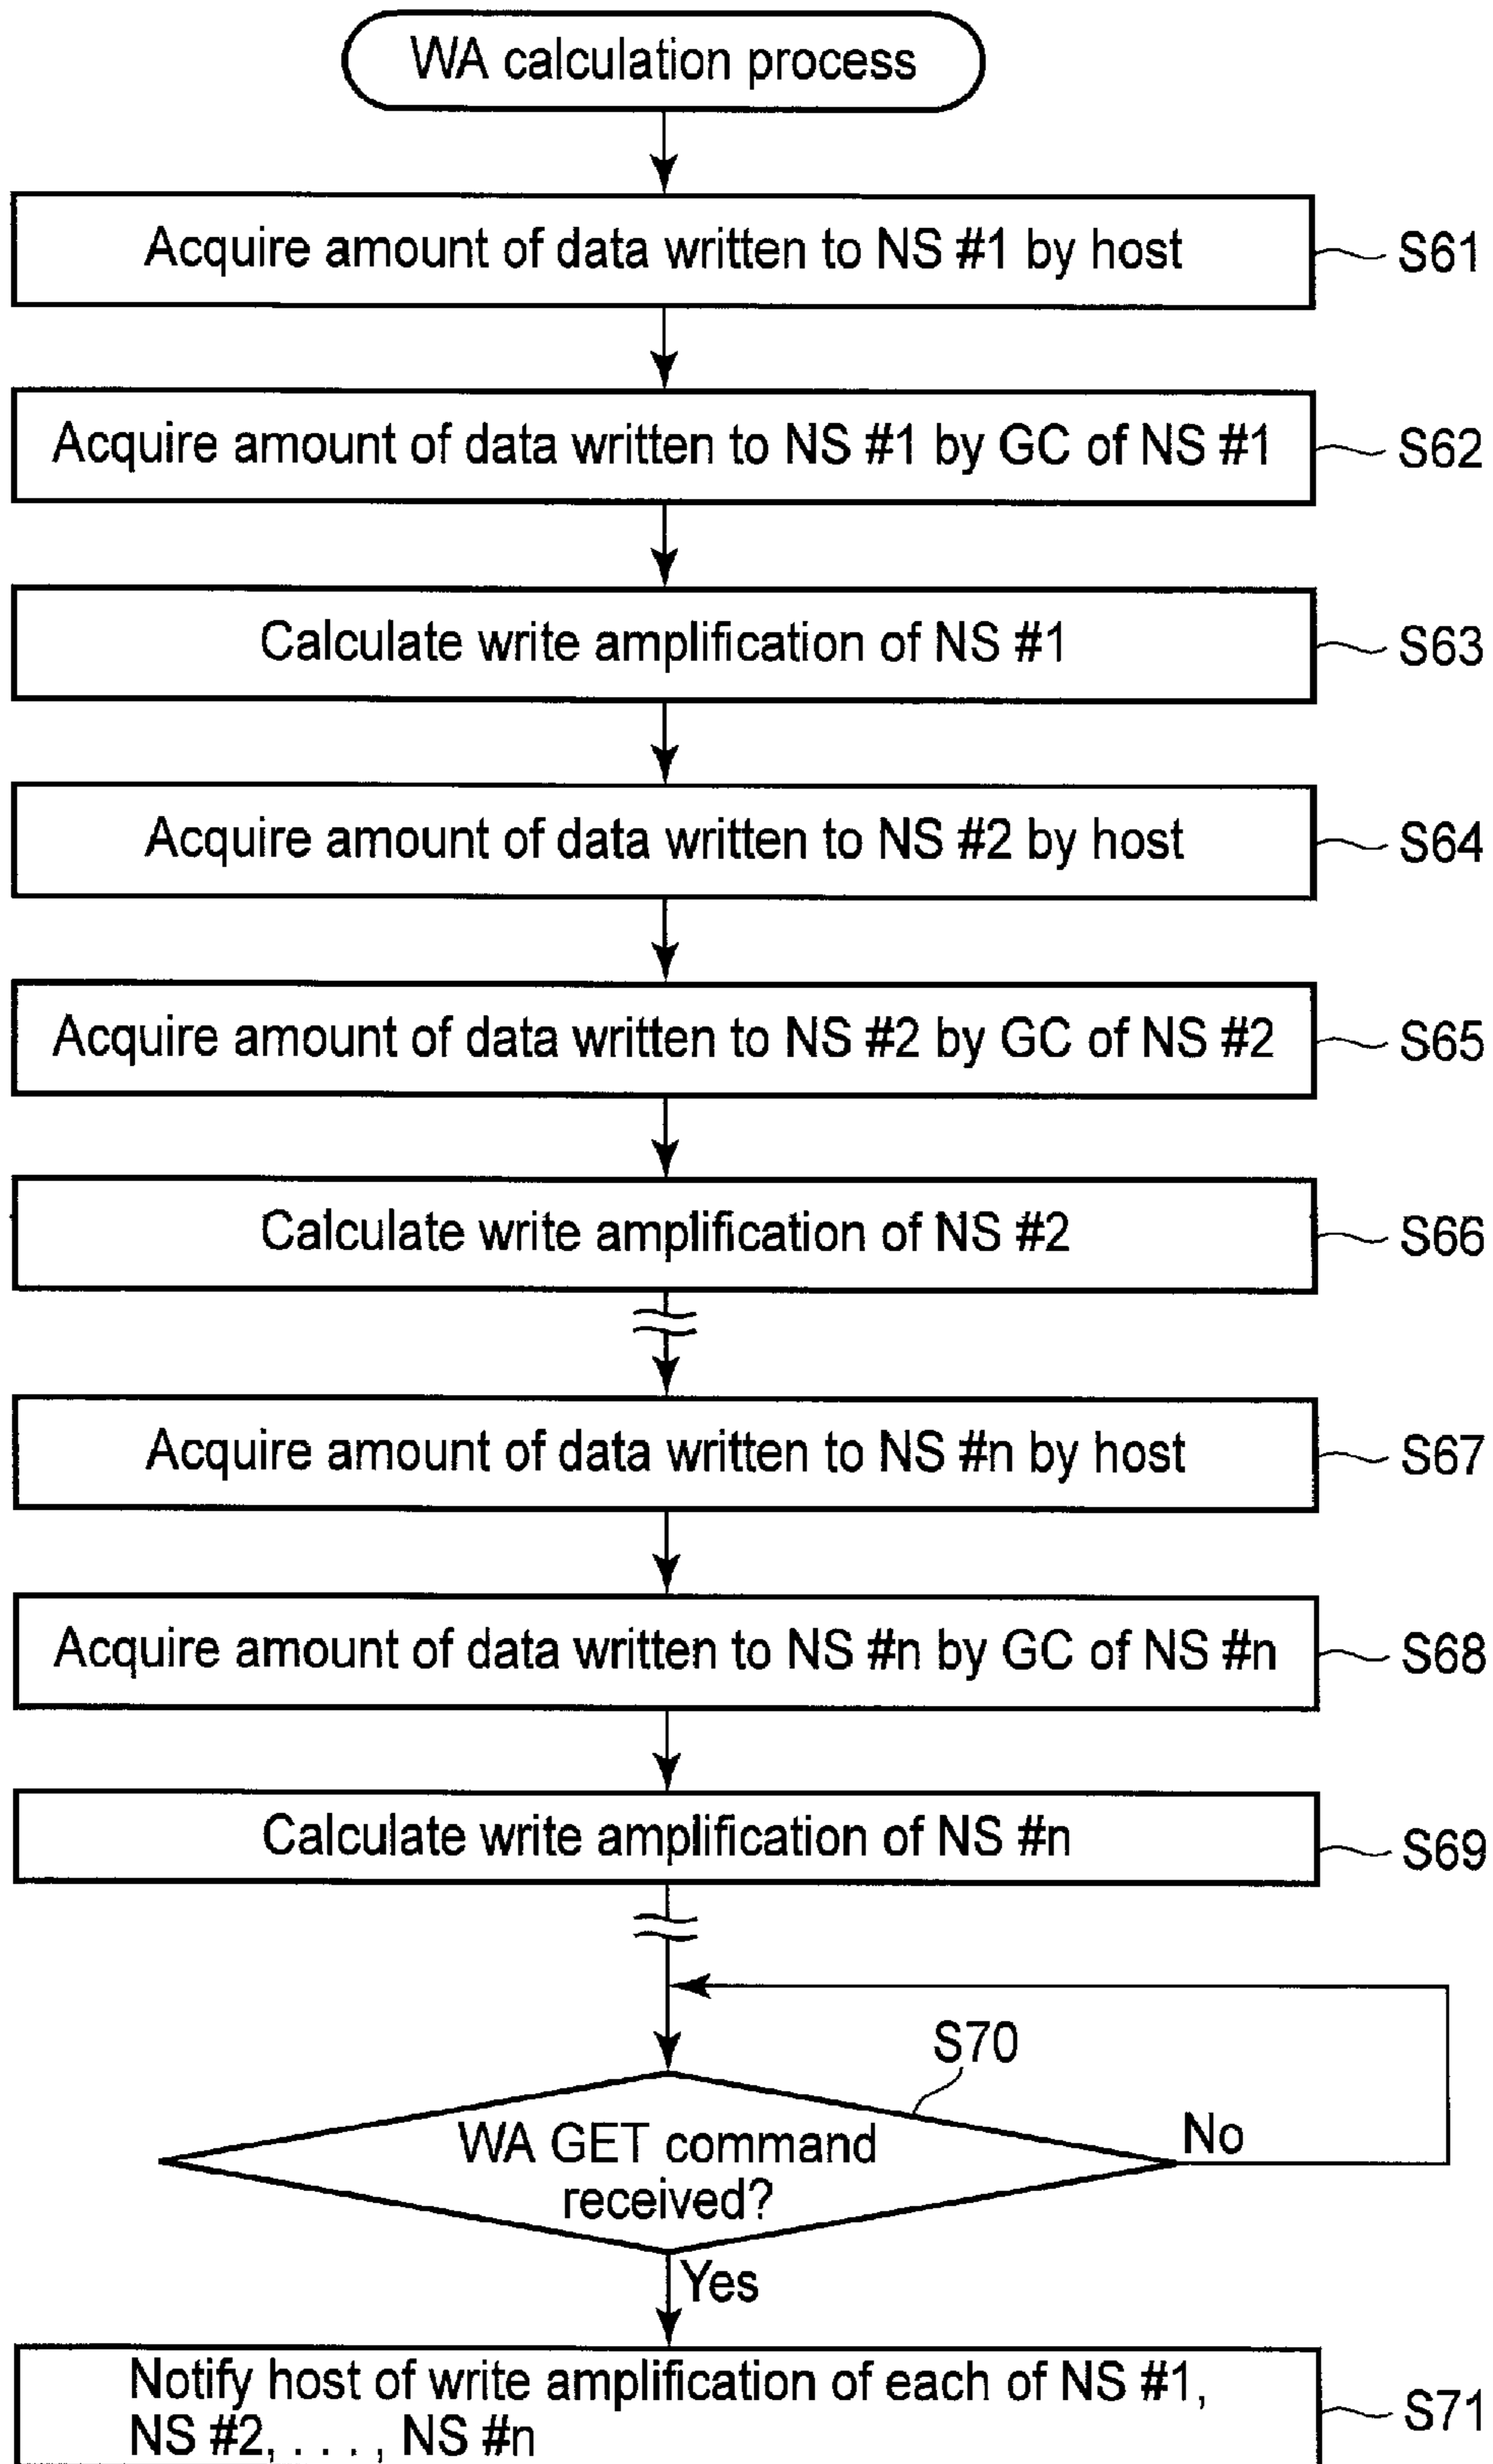 WA calculation process
Acquire amount of data written to NS #1 by host
S61
Acquire amount of data written to NS #1 by GC of NS #1
S62
Calculate write amplification of NS #1
S63
Acquire amount of data written to NS #2 by host
S64
Acquire amount of data written to NS #2 by GC of NS #2
S65
Calculate write amplification of NS #2
S66
Acquire amount of data written to NS #n by host
S67
Acquire amount of data written to NS #n by GC of NS #n
S68
Calculate write amplification of NS #n
S69
S70
WA GET command
received?
No
Yes
Notify host of write amplification of each of NS #1,
NS #2, . . . , NS #n
S71